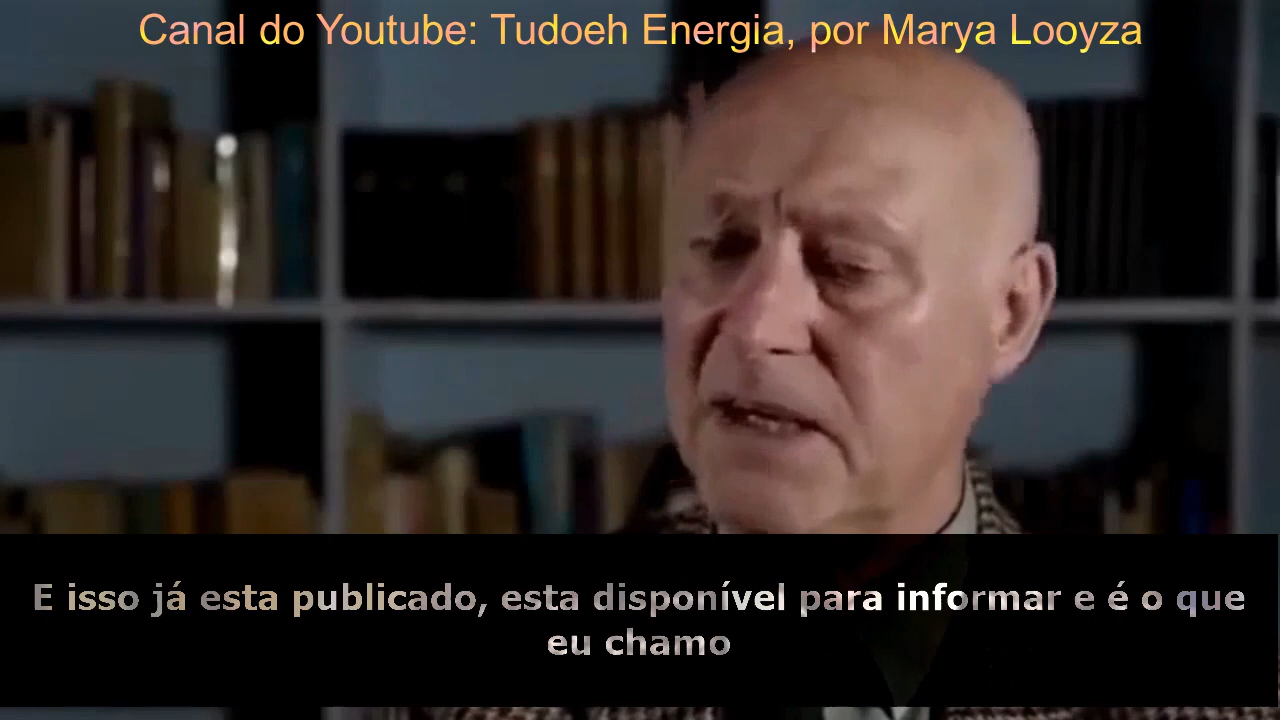 Canal do Youtube: Tudoeh Energia, por Marya Looyza
E isso já esta publicado, esta disponível para informar e é o que
eu chamo